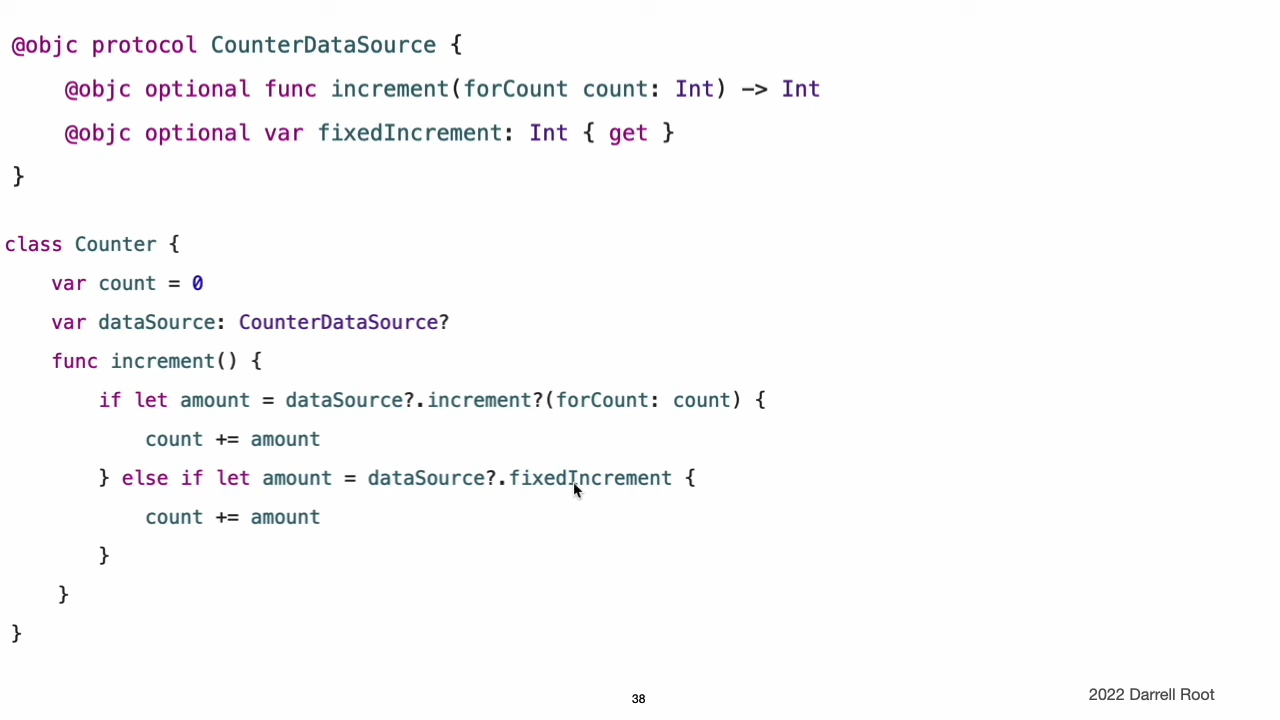 @objc protocol CounterDataSource {
    @objc optional func increment(forCount count: Int) -> Int
    @objc optional var fixedIncrement: Int { get }
}
class Counter {
    var count = 0
    var dataSource: CounterDataSource?
    func increment() {
        if let amount = dataSource?.increment?(forCount: count) {
            count += amount
        } else if let amount = dataSource?.fixedIncrement {
            count += amount
        }
    }
}
38
2022 Darrell Root